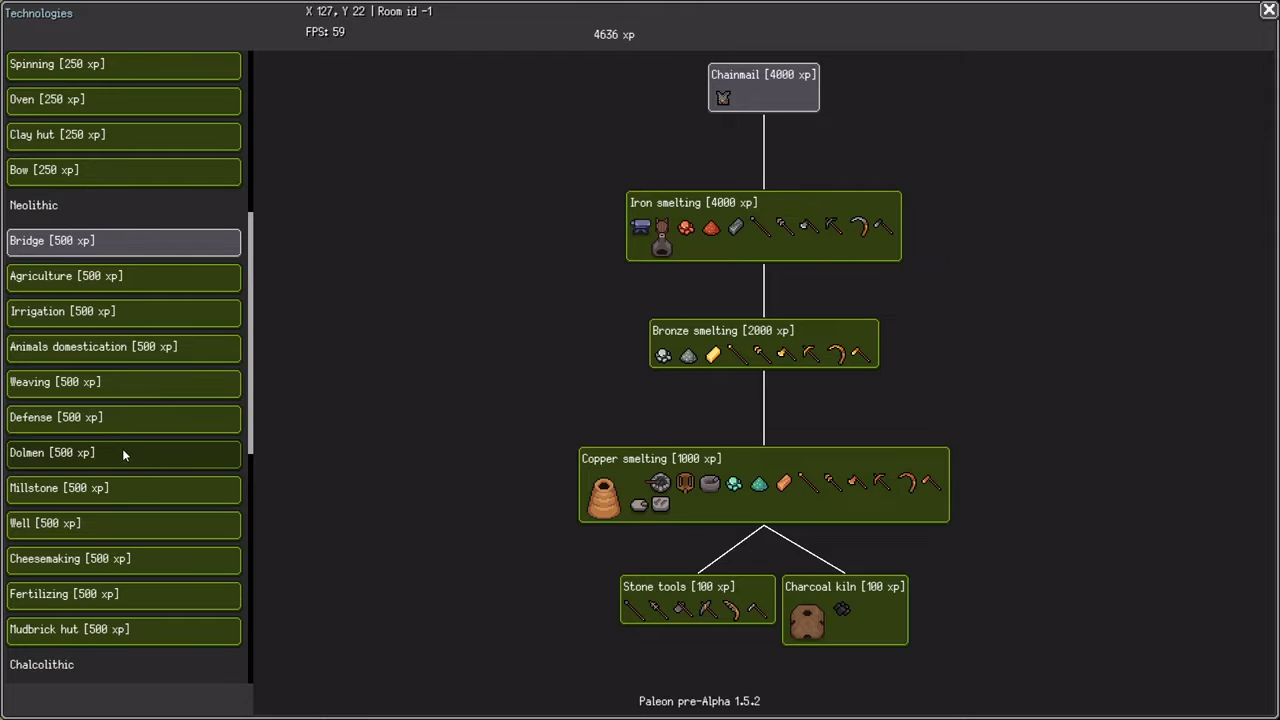 Technologies
X 127, Y 22 | Room id -1
FPS: 59
4636 xp
Spinning [250 xp]
Oven [250 xp]
Clay hut [250 xp]
Bow [250 xp]
Neolithic
Bridge [500 xp]
Agriculture [500 xp]
Irrigation [500 xp]
Animals domestication [500 xp]
Weaving [500 xp]
Defense [500 xp]
Dolmen [500 xp]
Millstone [500 xp]
Well [500 xp]
Cheesemaking [500 xp]
Fertilizing [500 xp]
Mudbrick hut [500 xp]
Chalcolithic
Chainmail [4000 xp]
Iron smelting [4000 xp]
Bronze smelting [2000 xp]
Copper smelting [1000 xp]
Stone tools [100 xp]
Charcoal kiln [100 xp]
Paleon pre-Alpha 1.5.2